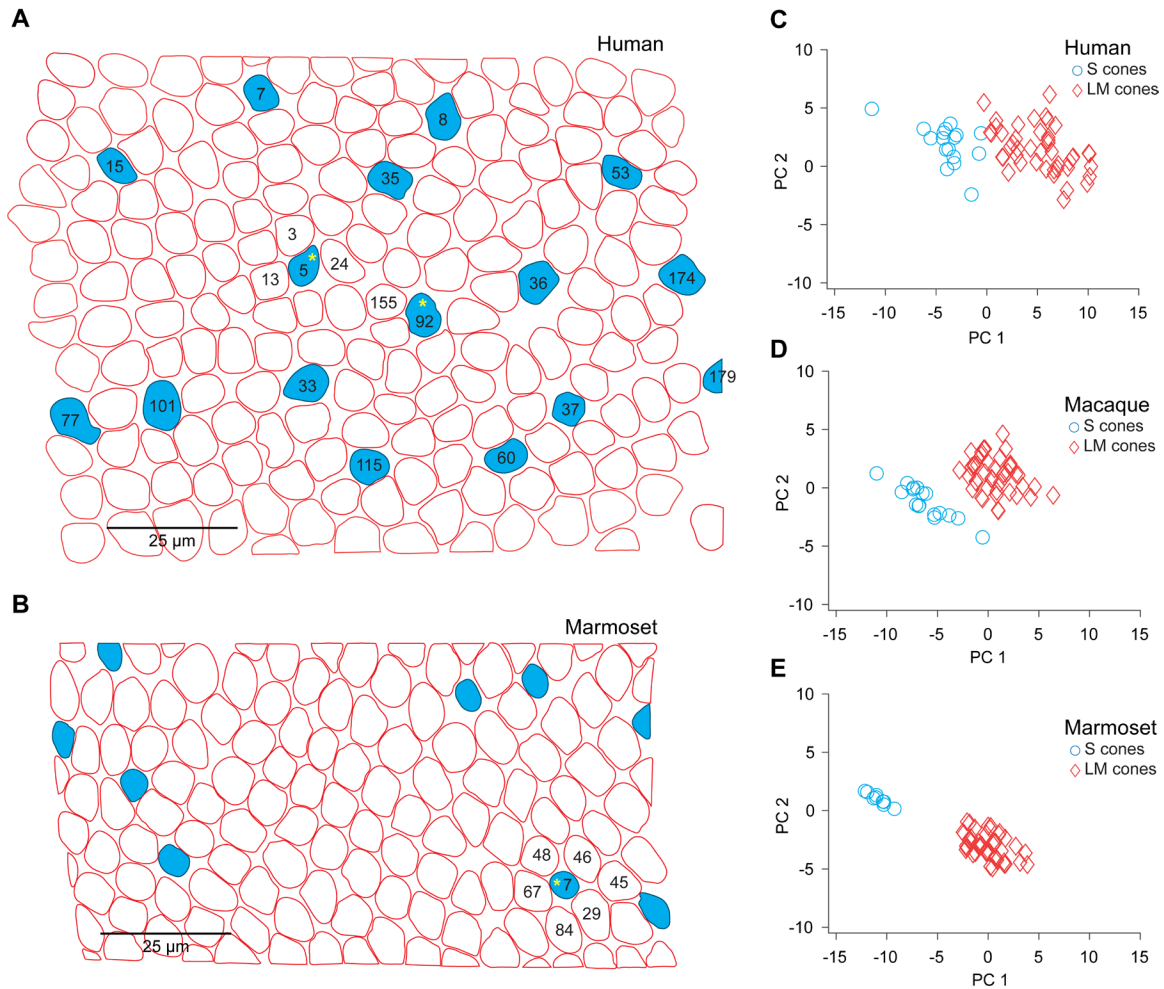 A
Human
7
8
15
35
53
3
5 *
24
13
36
174
155
*
92
179
33
101
77
37
115
60
25 µm
B
Marmoset
48
46
*7
45
67
29
84
25 µm
C
Human
S cones
LM cones
10
5
0
-5
-10
PC 2
-15
-10
-5
0
5
10
15
PC 1
D
Macaque
S cones
LM cones
10
5
0
-5
-10
PC 2
-15
-10
-5
0
5
10
15
PC 1
E
Marmoset
S cones
LM cones
10
5
0
-5
-10
PC 2
-15
-10
-5
0
5
10
15
PC 1